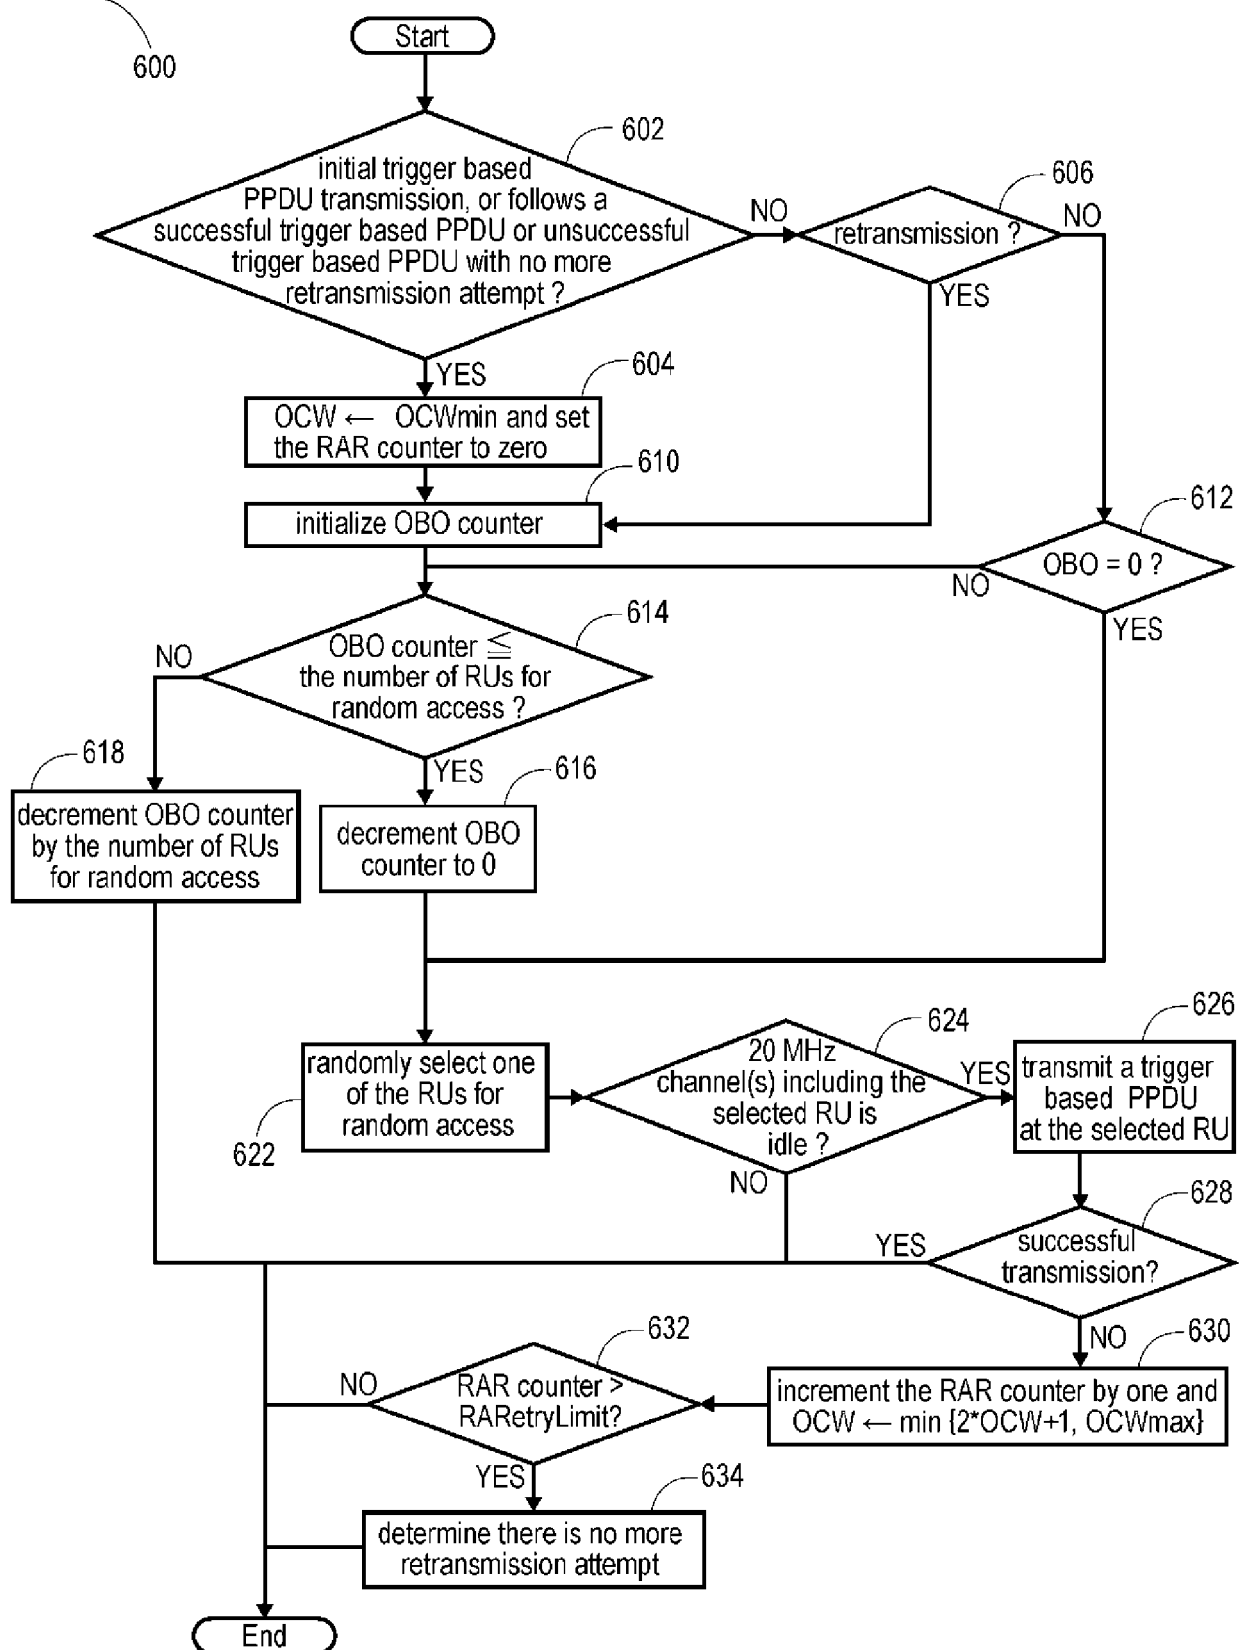 600
Start
602
initial trigger based
PPDU transmission, or follows a
successful trigger based PPDU or unsuccessful
trigger based PPDU with no more
retransmission attempt ?
NO
606
retransmission ?
NO
YES
YES
604
OCW ← OCWmin and set
the RAR counter to zero
610
initialize OBO counter
612
OBO = 0 ?
NO
YES
614
OBO counter ≦
the number of RUs for
random access ?
NO
YES
618
decrement OBO counter
by the number of RUs
for random access
616
decrement OBO
counter to 0
622
randomly select one
of the RUs for
random access
624
20 MHz
channel(s) including the
selected RU is
idle ?
YES
NO
626
transmit a trigger
based PPDU
at the selected RU
628
successful
transmission?
YES
NO
630
increment the RAR counter by one and
OCW ← min {2*OCW+1, OCWmax}
632
RAR counter >
RARetryLimit?
NO
YES
634
determine there is no more
retransmission attempt
End